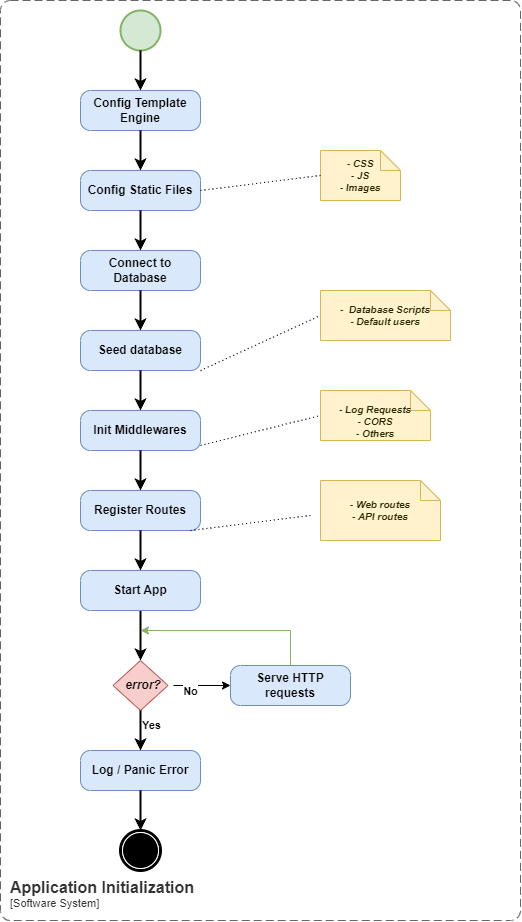 Config Template
Engine
Config Static Files
- CSS
- JS
- Images
Connect to
Database
Seed database
- Database Scripts
- Default users
Init Middlewares
- Log Requests
- CORS
- Others
Register Routes
- Web routes
- API routes
Start App
error?
No
Serve HTTP
requests
Yes
Log / Panic Error
Application Initialization
[Software System]